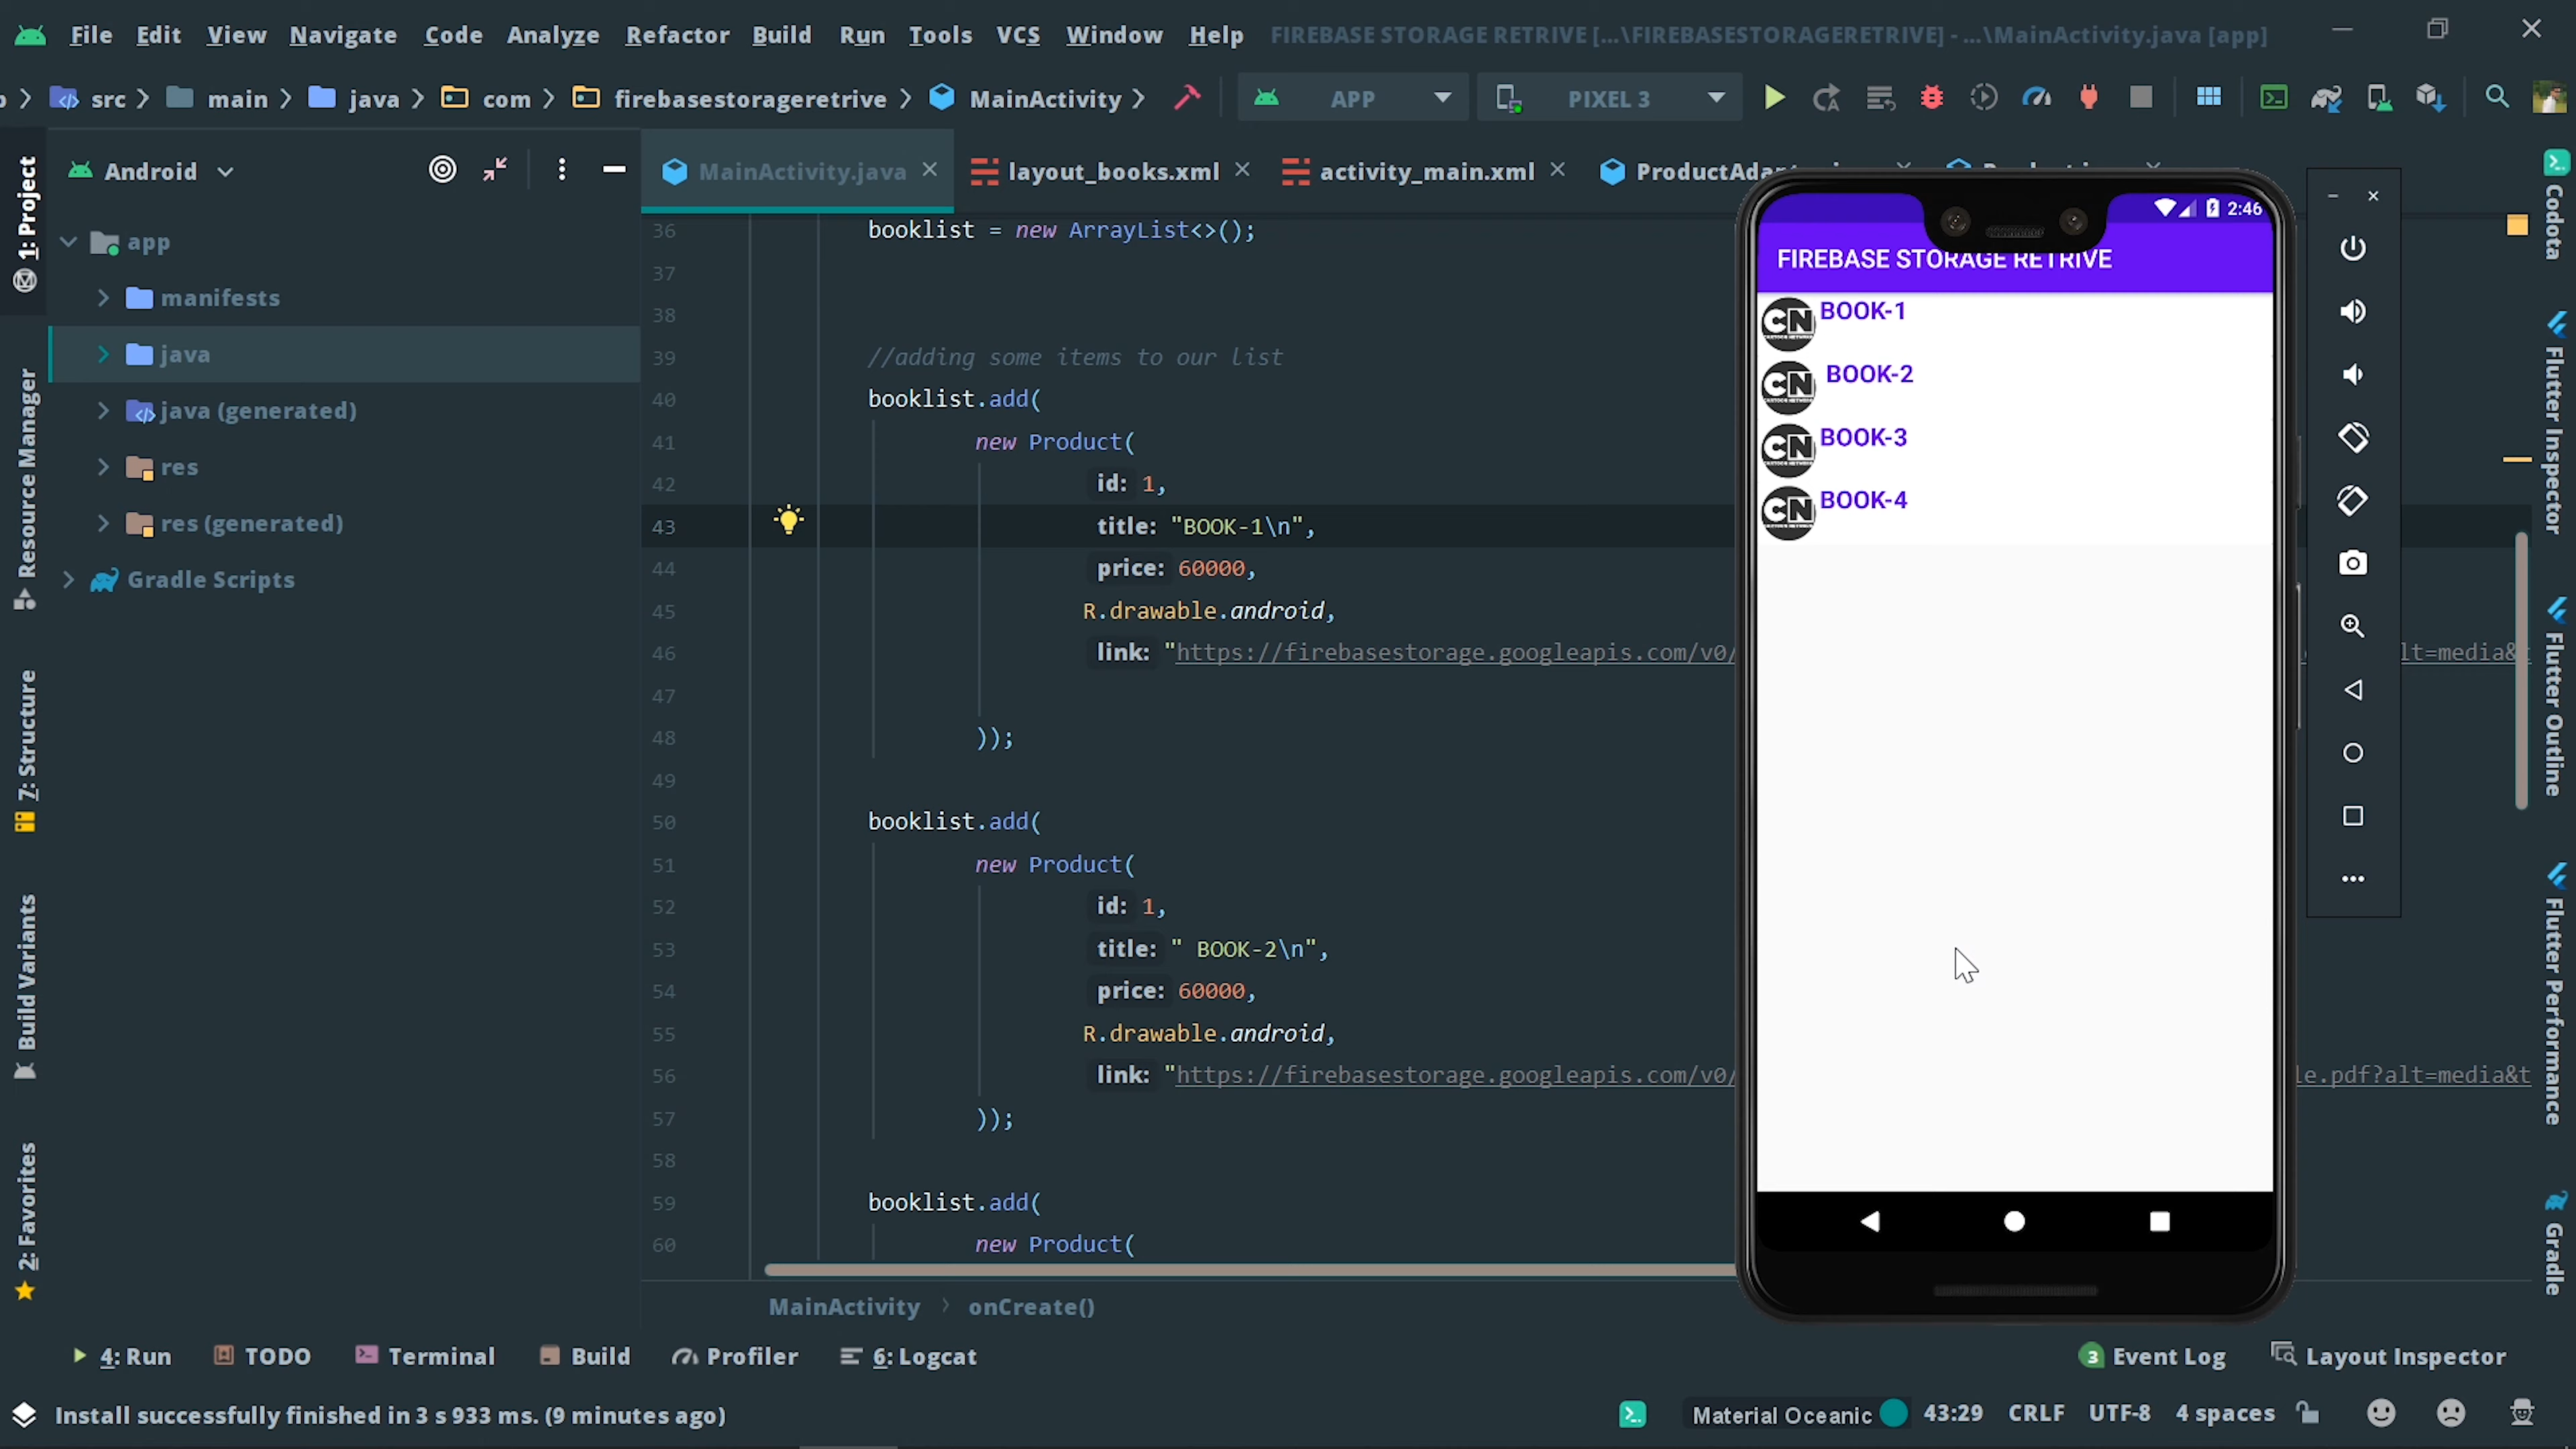 File Edit View Navigate Code Analyze Refactor Build Run Tools VCS Window Help FIREBASE STORAGE RETRIVE [...\FIREBASESTORAGERETRIVE] - ...\MainActivity.java [app]
src main java com firebasestorageretrive MainActivity APP PIXEL 3
Android
MainActivity.java layout_books.xml activity_main.xml
1: Project
Resource Manager
7: Structure
Build Variants
2: Favorites
app
manifests
java
java (generated)
res
res (generated)
Gradle Scripts
36 booklist = new ArrayList<>();
37
38
39 //adding some items to our list
40 booklist.add(
41 new Product(
42 id: 1,
43 title: "BOOK-1\n",
44 price: 60000,
45 R.drawable.android,
46 link: "https://firebasestorage.googleapis.com/v0/ lt=media&t
47
48 ));
49
50 booklist.add(
51 new Product(
52 id: 1,
53 title: " BOOK-2\n",
54 price: 60000,
55 R.drawable.android,
56 link: "https://firebasestorage.googleapis.com/v0/ le.pdf?alt=media&t
57 ));
58
59 booklist.add(
60 new Product(
MainActivity onCreate()
2:46
FIREBASE STORAGE RETRIVE
CN BOOK-1
CN BOOK-2
CN BOOK-3
CN BOOK-4
Codota
Flutter Inspector
Flutter Outline
Flutter Performance
Gradle
4: Run TODO Terminal Build Profiler 6: Logcat 3 Event Log Layout Inspector
Install successfully finished in 3 s 933 ms. (9 minutes ago) Material Oceanic 43:29 CRLF UTF-8 4 spaces